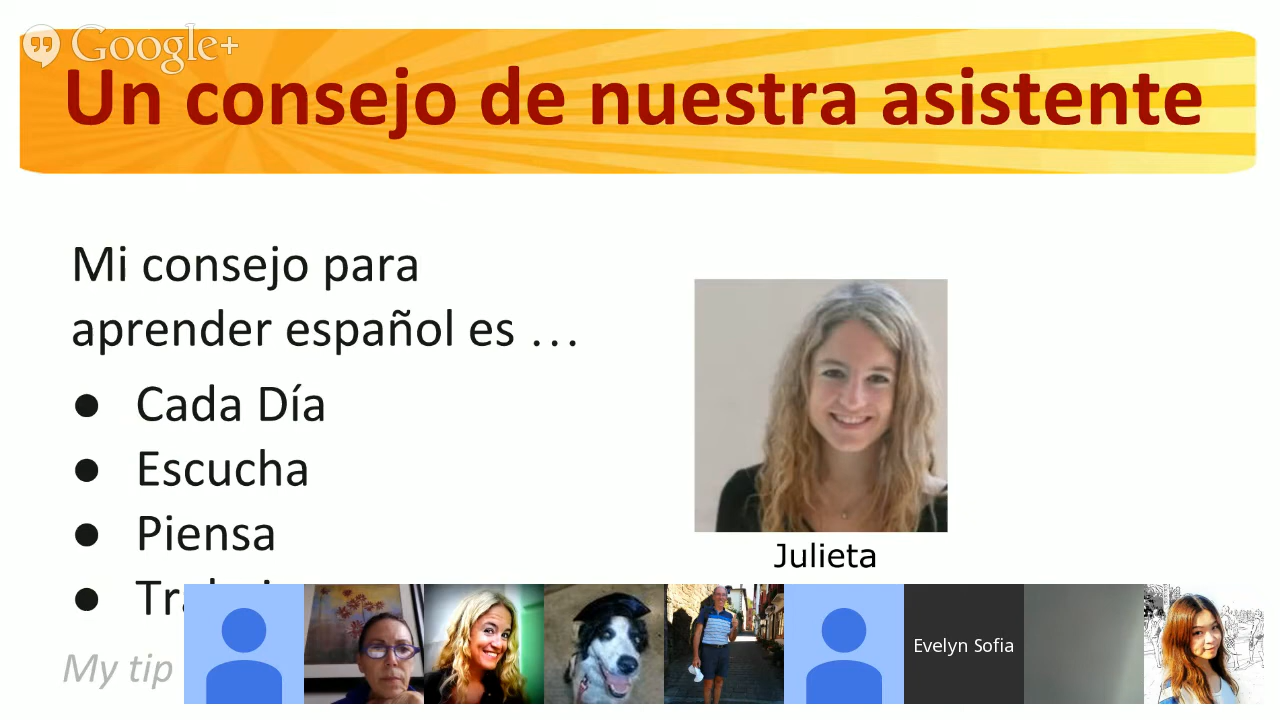 Google+
Un consejo de nuestra asistente
Mi consejo para
aprender español es …
● Cada Día
● Escucha
● Piensa
●
Julieta
My tip
Evelyn Sofia